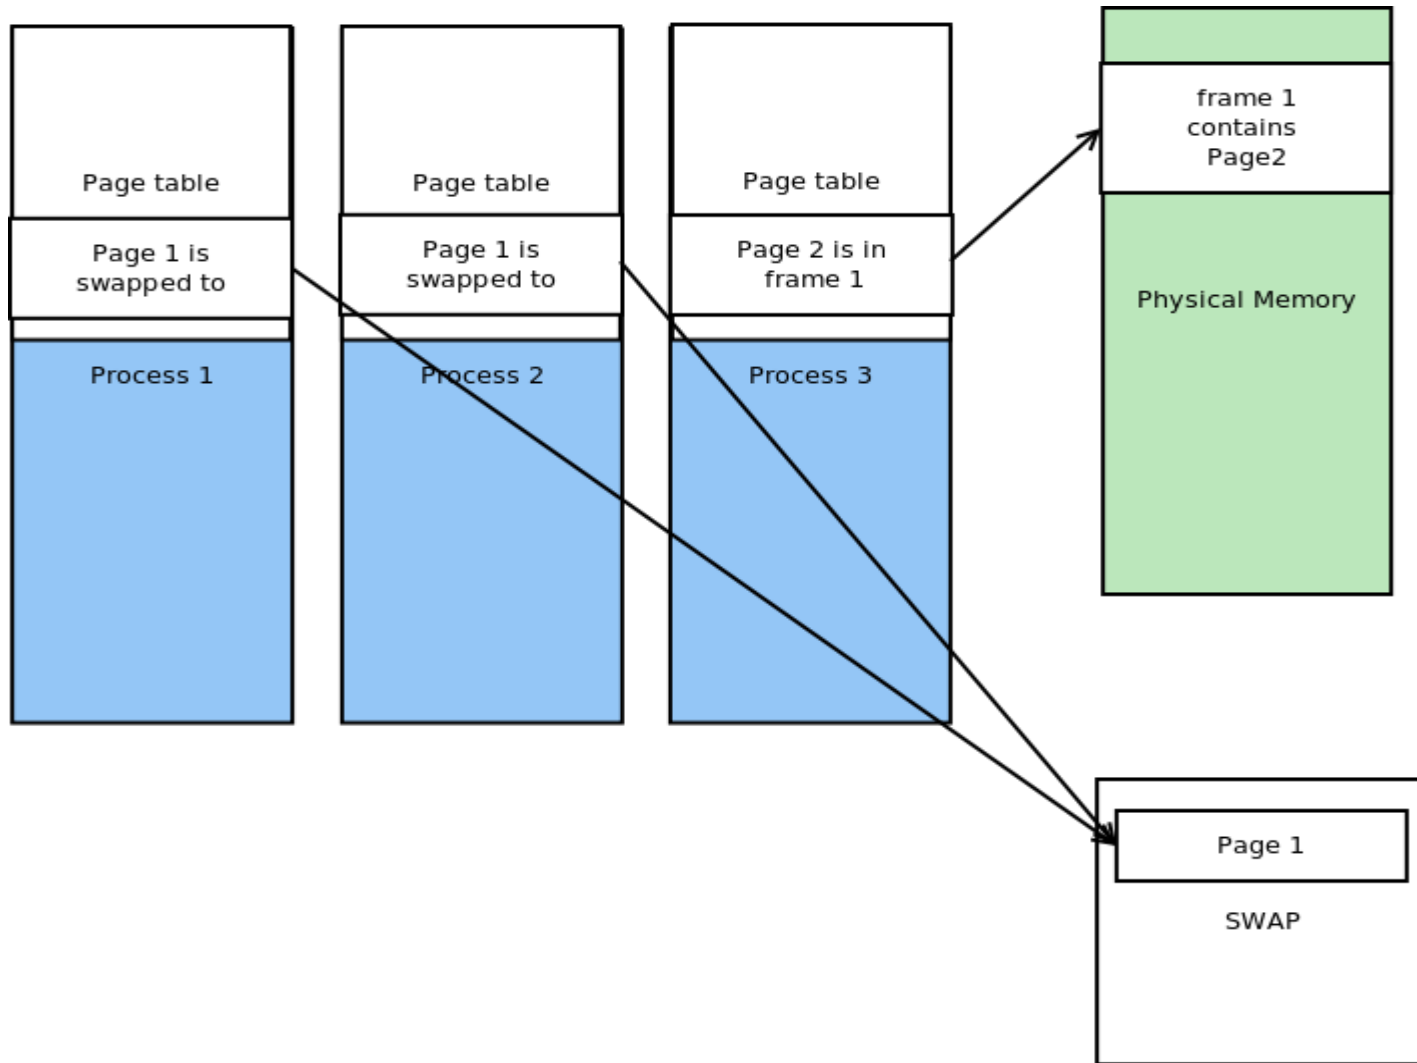 Page table
Page 1 is
swapped to
Process 1
Page table
Page 1 is
swapped to
Process 2
Page table
Page 2 is in
frame 1
Process 3
frame 1
contains
Page2
Physical Memory
Page 1
SWAP